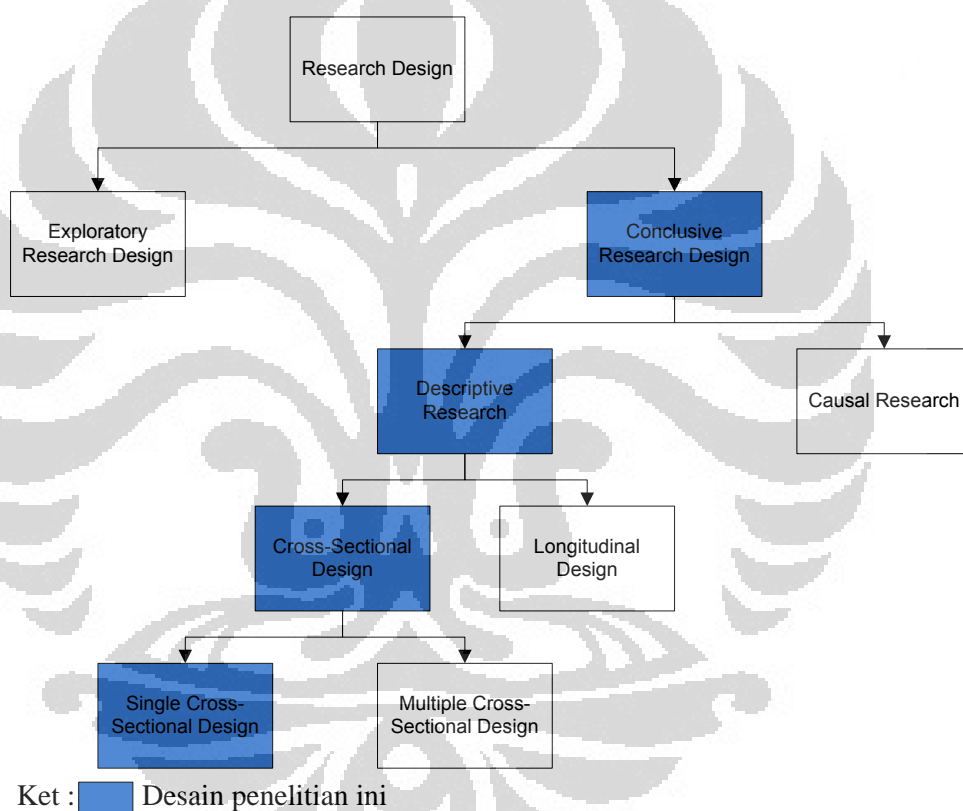 Research Design
Exploratory
Research Design
Conclusive
Research Design
Descriptive
Research
Causal Research
Cross-Sectional
Design
Longitudinal
Design
Single Cross-
Sectional Design
Multiple Cross-
Sectional Design
Ket : Desain penelitian ini